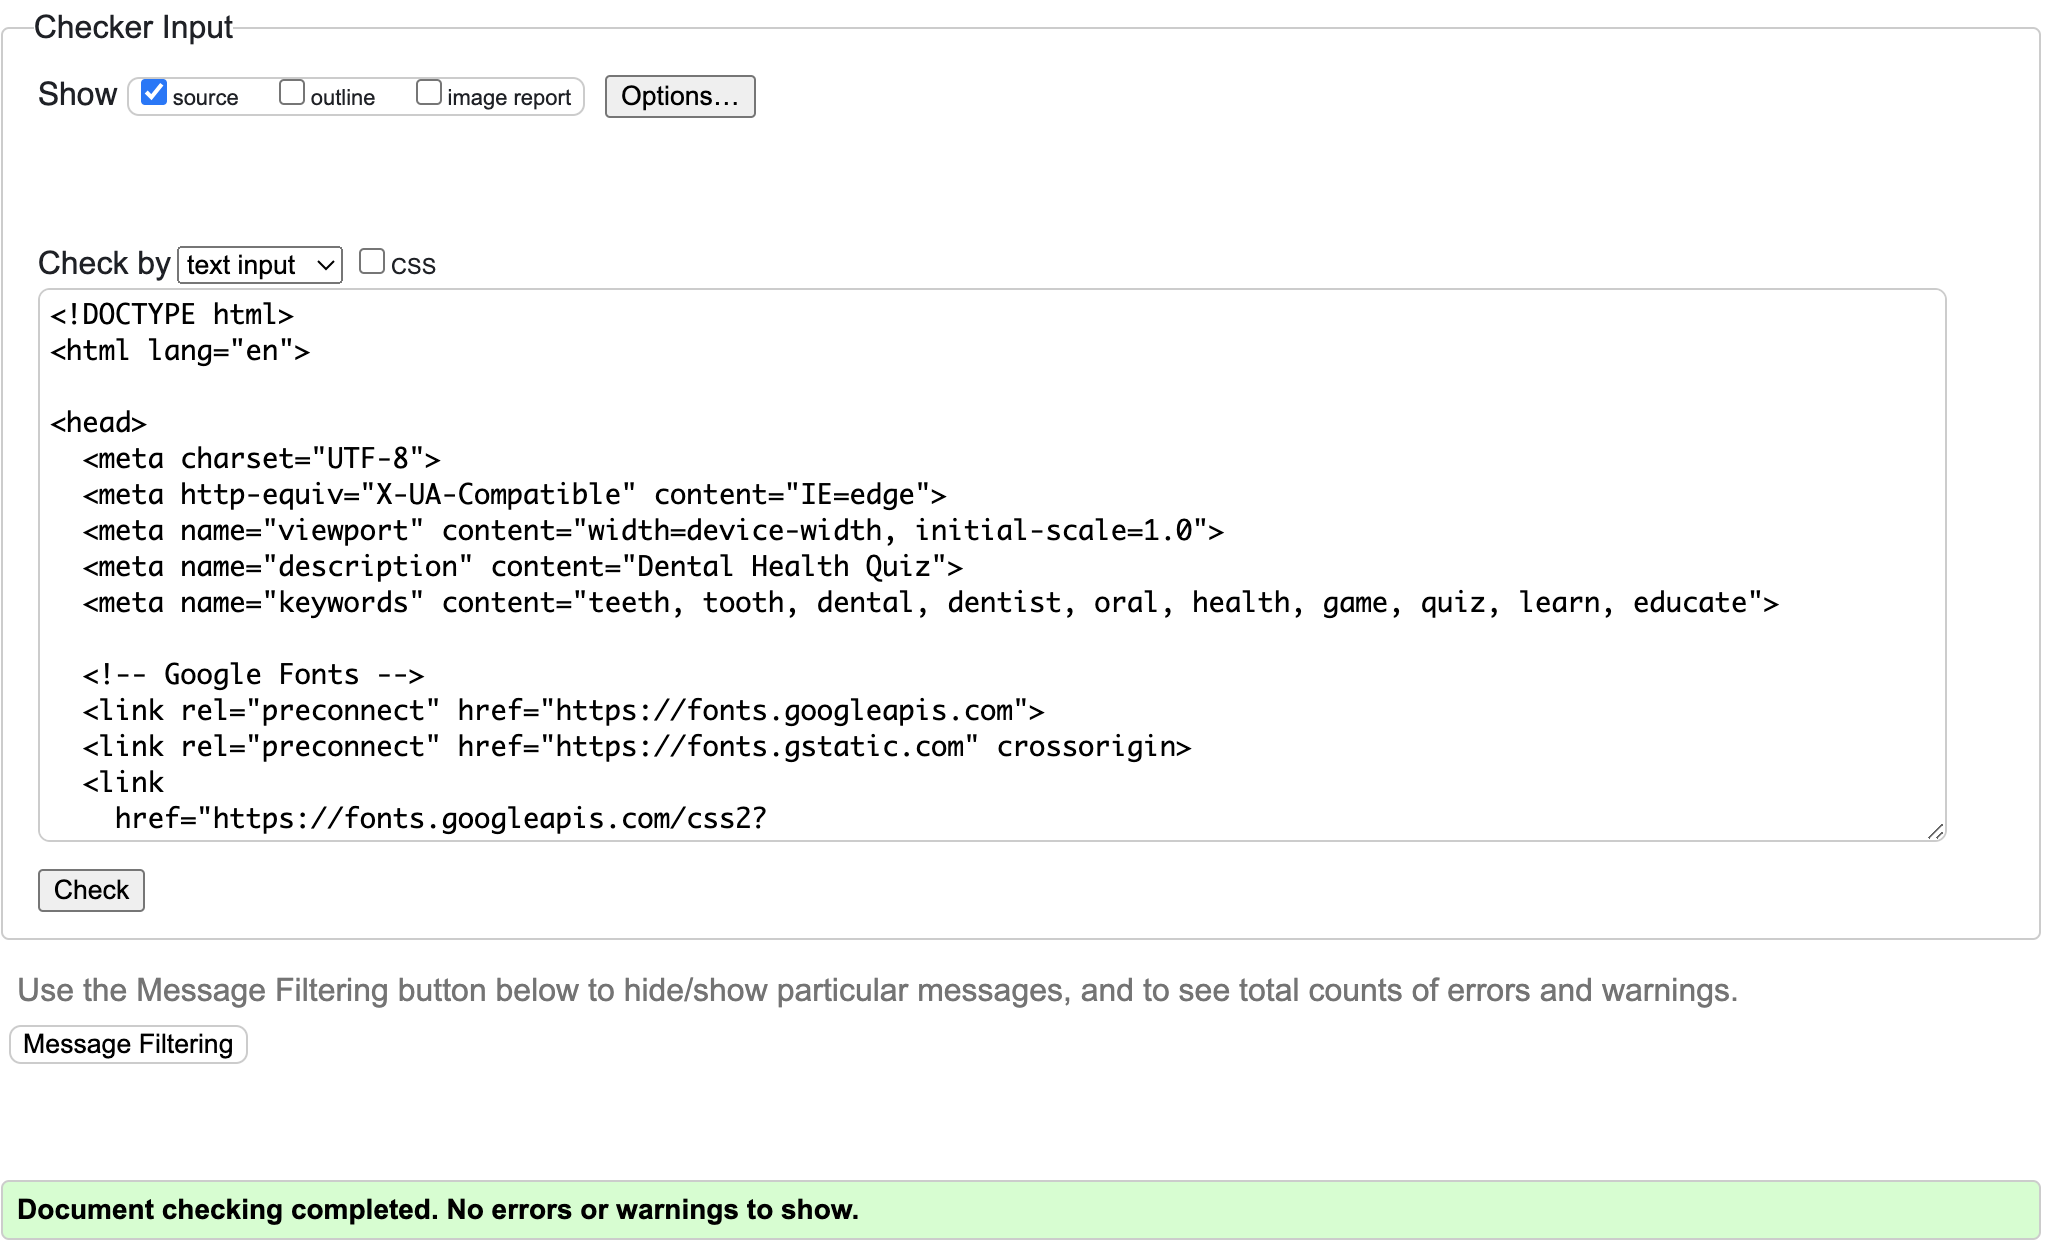 Checker Input
Show source outline image report Options...
Check by text input CSS
<!DOCTYPE html>
<html lang="en">
<head>
<meta charset="UTF-8">
<meta http-equiv="X-UA-Compatible" content="IE=edge">
<meta name="viewport" content="width=device-width, initial-scale=1.0">
<meta name="description" content="Dental Health Quiz">
<meta name="keywords" content="teeth, tooth, dental, dentist, oral, health, game, quiz, learn, educate">
<!-- Google Fonts -->
<link rel="preconnect" href="https://fonts.googleapis.com">
<link rel="preconnect" href="https://fonts.gstatic.com" crossorigin>
<link
href="https://fonts.googleapis.com/css2?
Check
Use the Message Filtering button below to hide/show particular messages, and to see total counts of errors and warnings.
Message Filtering
Document checking completed. No errors or warnings to show.